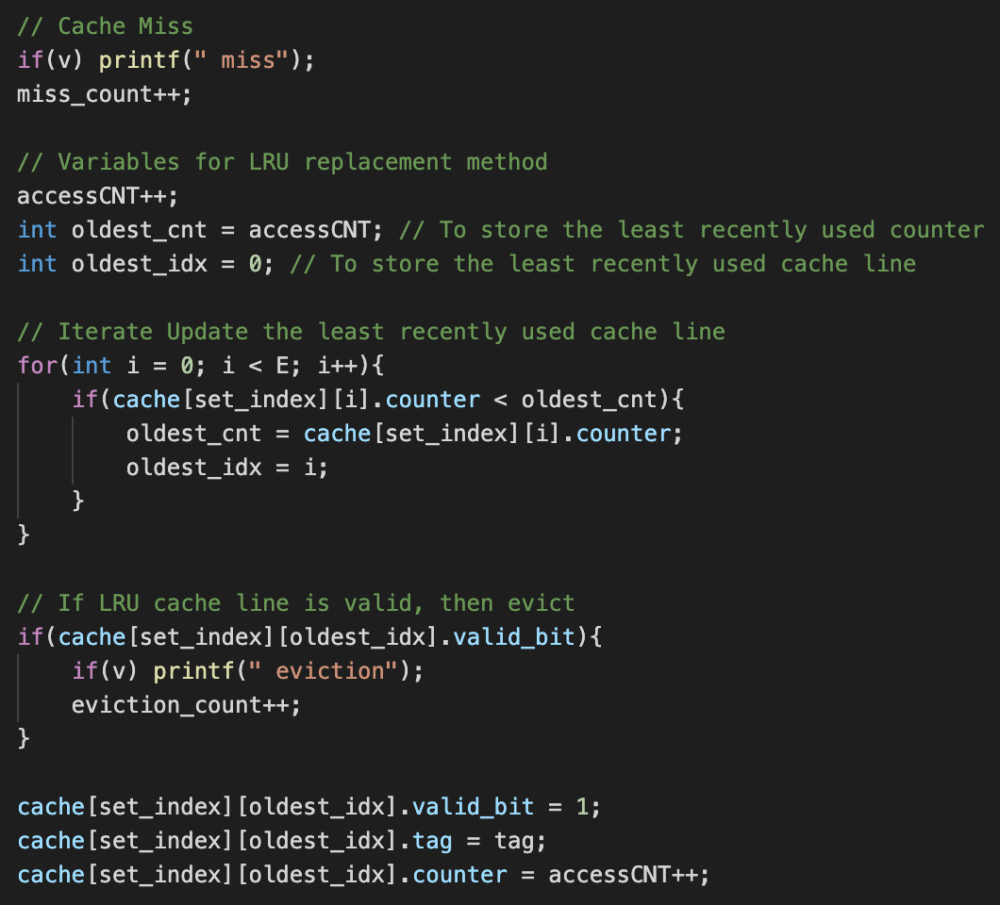 // Cache Miss
if(v) printf(" miss");
miss_count++;

// Variables for LRU replacement method
accessCNT++;
int oldest_cnt = accessCNT; // To store the least recently used counter
int oldest_idx = 0; // To store the least recently used cache line

// Iterate Update the least recently used cache line
for(int i = 0; i < E; i++){
    if(cache[set_index][i].counter < oldest_cnt){
        oldest_cnt = cache[set_index][i].counter;
        oldest_idx = i;
    }
}

// If LRU cache line is valid, then evict
if(cache[set_index][oldest_idx].valid_bit){
    if(v) printf(" eviction");
    eviction_count++;
}

cache[set_index][oldest_idx].valid_bit = 1;
cache[set_index][oldest_idx].tag = tag;
cache[set_index][oldest_idx].counter = accessCNT++;